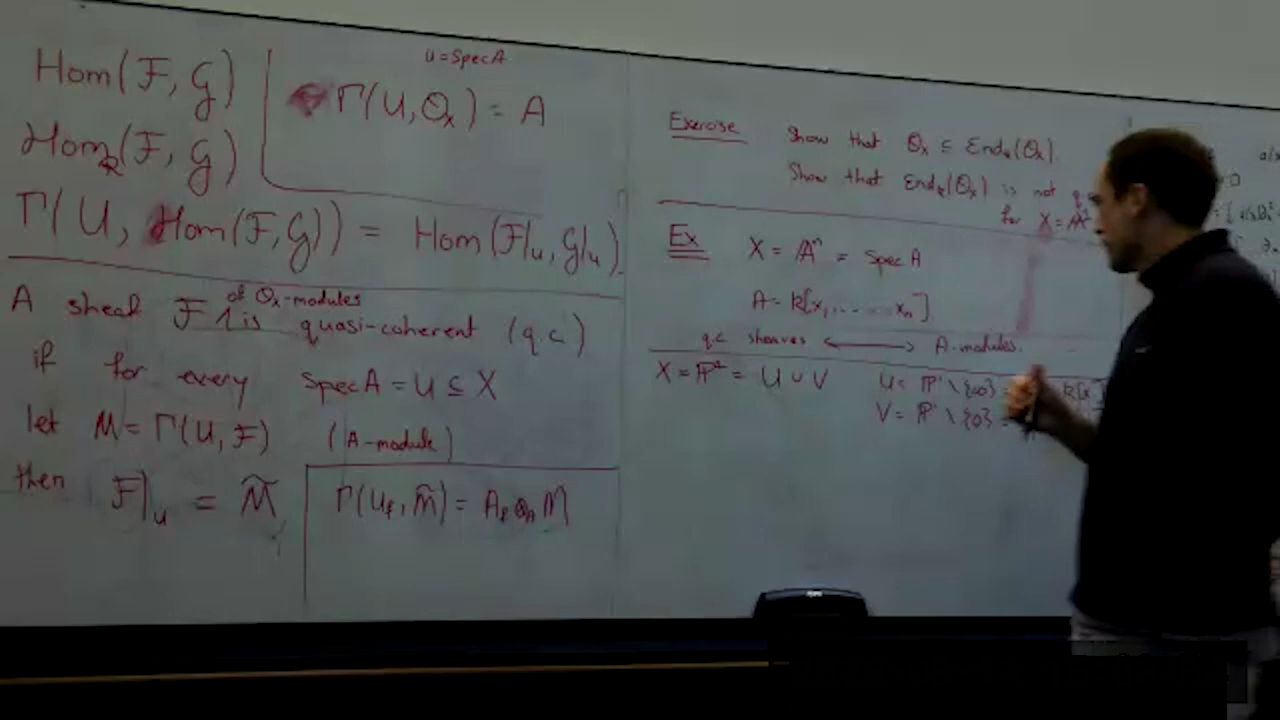 Hom(F, G)
Hom_k(F, G)
U = Spec A
Γ(U, O_x) = A
Γ(U, Hom(F,G)) = Hom(F|_U, G|_U)
A sheaf F of O_x-modules is quasi-coherent (q.c)
if for every Spec A = U ⊆ X
let M = Γ(U, F) (A-module)
then F|_U = M̃
Γ(U_f, M̃) = A_f ⊗_A M
Exercise Show that O_x ⊆ End_k(O_x).
Show that End_k(O_x) is not
for X = A
Ex X = A^n = Spec A
A = k[x_1, ..... x_n]
q.c sheaves ⟷ A-modules.
X = P^1 = U ∪ V
U = P^1 \ {∞} =
V = P^1 \ {0} =